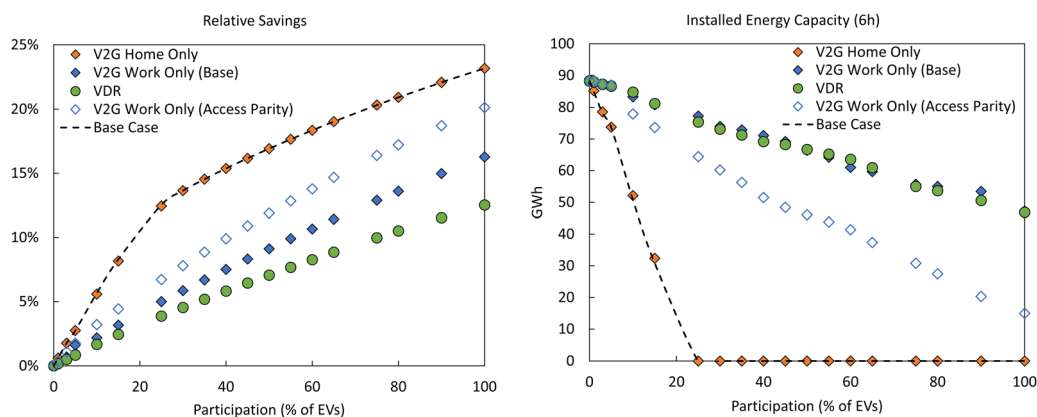 Relative Savings
25%
20%
15%
10%
5%
0%
V2G Home Only
V2G Work Only (Base)
VDR
V2G Work Only (Access Parity)
Base Case
0 20 40 60 80 100
Participation (% of EVs)
Installed Energy Capacity (6h)
GWh
100
90
80
70
60
50
40
30
20
10
0
V2G Home Only
V2G Work Only (Base)
VDR
V2G Work Only (Access Parity)
Base Case
0 20 40 60 80 100
Participation (% of EVs)